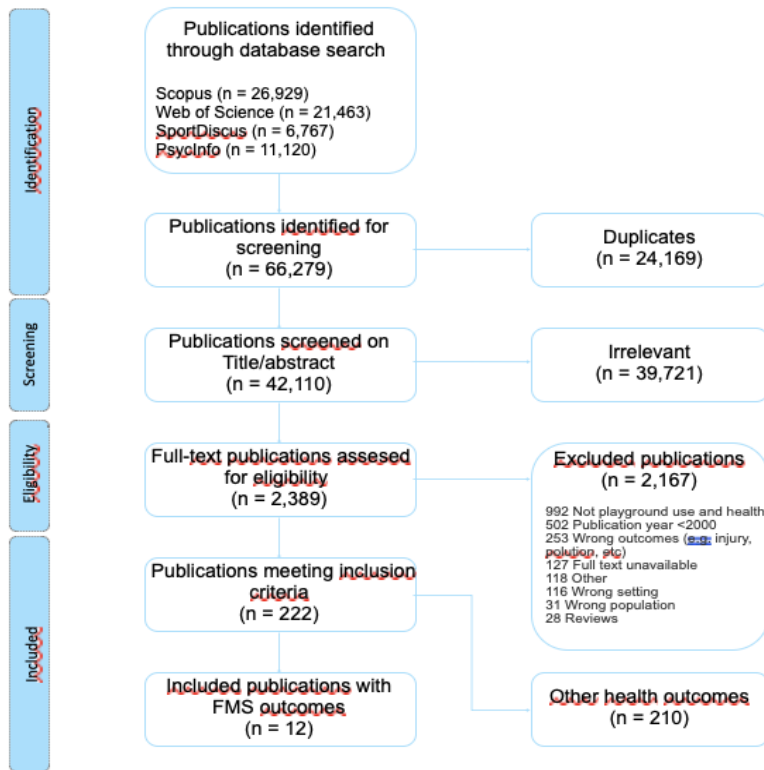 Identification
Publications identified
through database search
Scopus (n = 26,929)
Web of Science (n = 21,463)
SportDiscus (n = 6,767)
PsycInfo (n = 11,120)
Publications identified for
screening
(n = 66,279)
Duplicates
(n = 24,169)
Screening
Publications screened on
Title/abstract
(n = 42,110)
Irrelevant
(n = 39,721)
Eligibility
Full-text publications assesed
for eligibility
(n = 2,389)
Excluded publications
(n = 2,167)
992 Not playground use and health
502 Publication year <2000
253 Wrong outcomes (e.g. injury,
polution, etc)
127 Full text unavailable
118 Other
116 Wrong setting
31 Wrong population
28 Reviews
Included
Publications meeting inclusion
criteria
(n = 222)
Included publications with
FMS outcomes
(n = 12)
Other health outcomes
(n = 210)